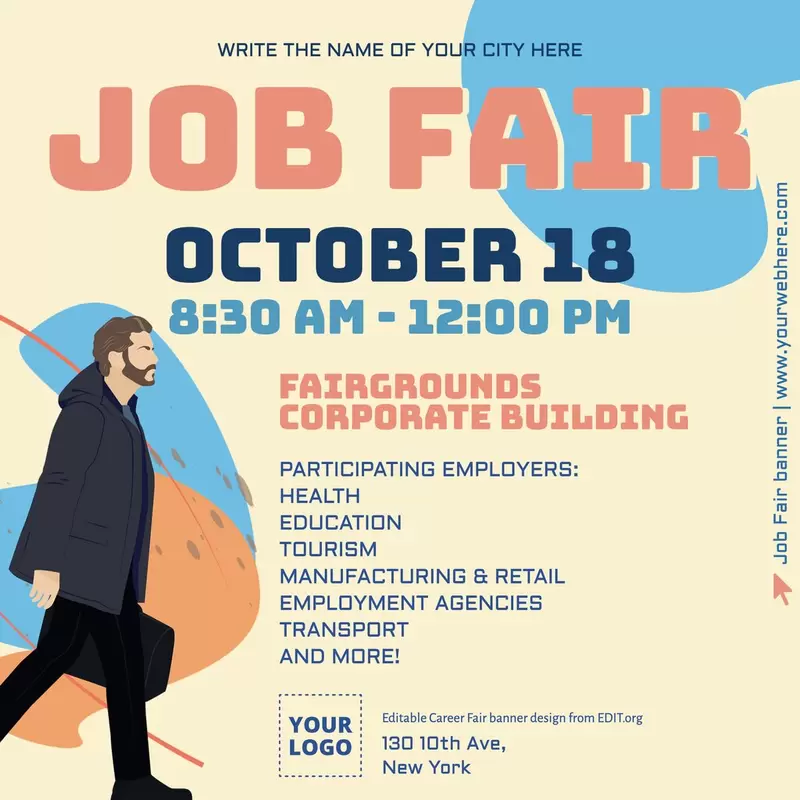 WRITE THE NAME OF YOUR CITY HERE
JOB FAIR
OCTOBER 18
8:30 AM - 12:00 PM
FAIRGROUNDS
CORPORATE BUILDING
PARTICIPATING EMPLOYERS:
HEALTH
EDUCATION
TOURISM
MANUFACTURING & RETAIL
EMPLOYMENT AGENCIES
TRANSPORT
AND MORE!
YOUR
LOGO
Editable Career Fair banner design from EDIT.org
130 10th Ave,
New York
Job Fair banner | www.yourwebhere.com